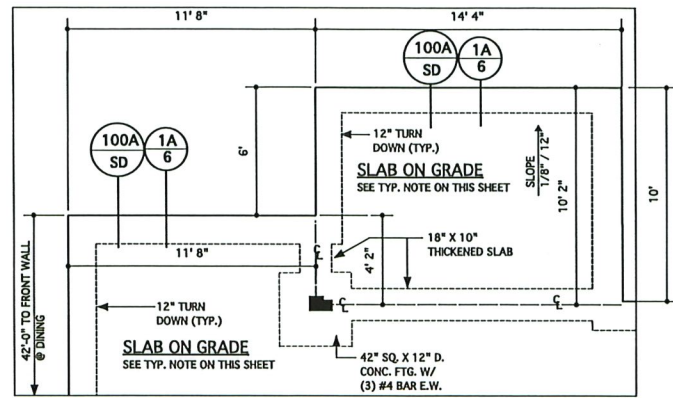 11' 8"
14' 4"
100A
SD
1A
6
12" TURN
DOWN (TYP.)
SLAB ON GRADE
SEE TYP. NOTE ON THIS SHEET
SLOPE
1/8" / 12"
10' 2"
10'
6'
100A
SD
1A
6
11' 8"
CL
4' 2"
18" X 10"
THICKENED SLAB
42'-0" TO FRONT WALL
@ DINING
12" TURN
DOWN (TYP.)
CL
CL
SLAB ON GRADE
SEE TYP. NOTE ON THIS SHEET
42" SQ. X 12" D.
CONC. FTG. W/
(3) #4 BAR E.W.